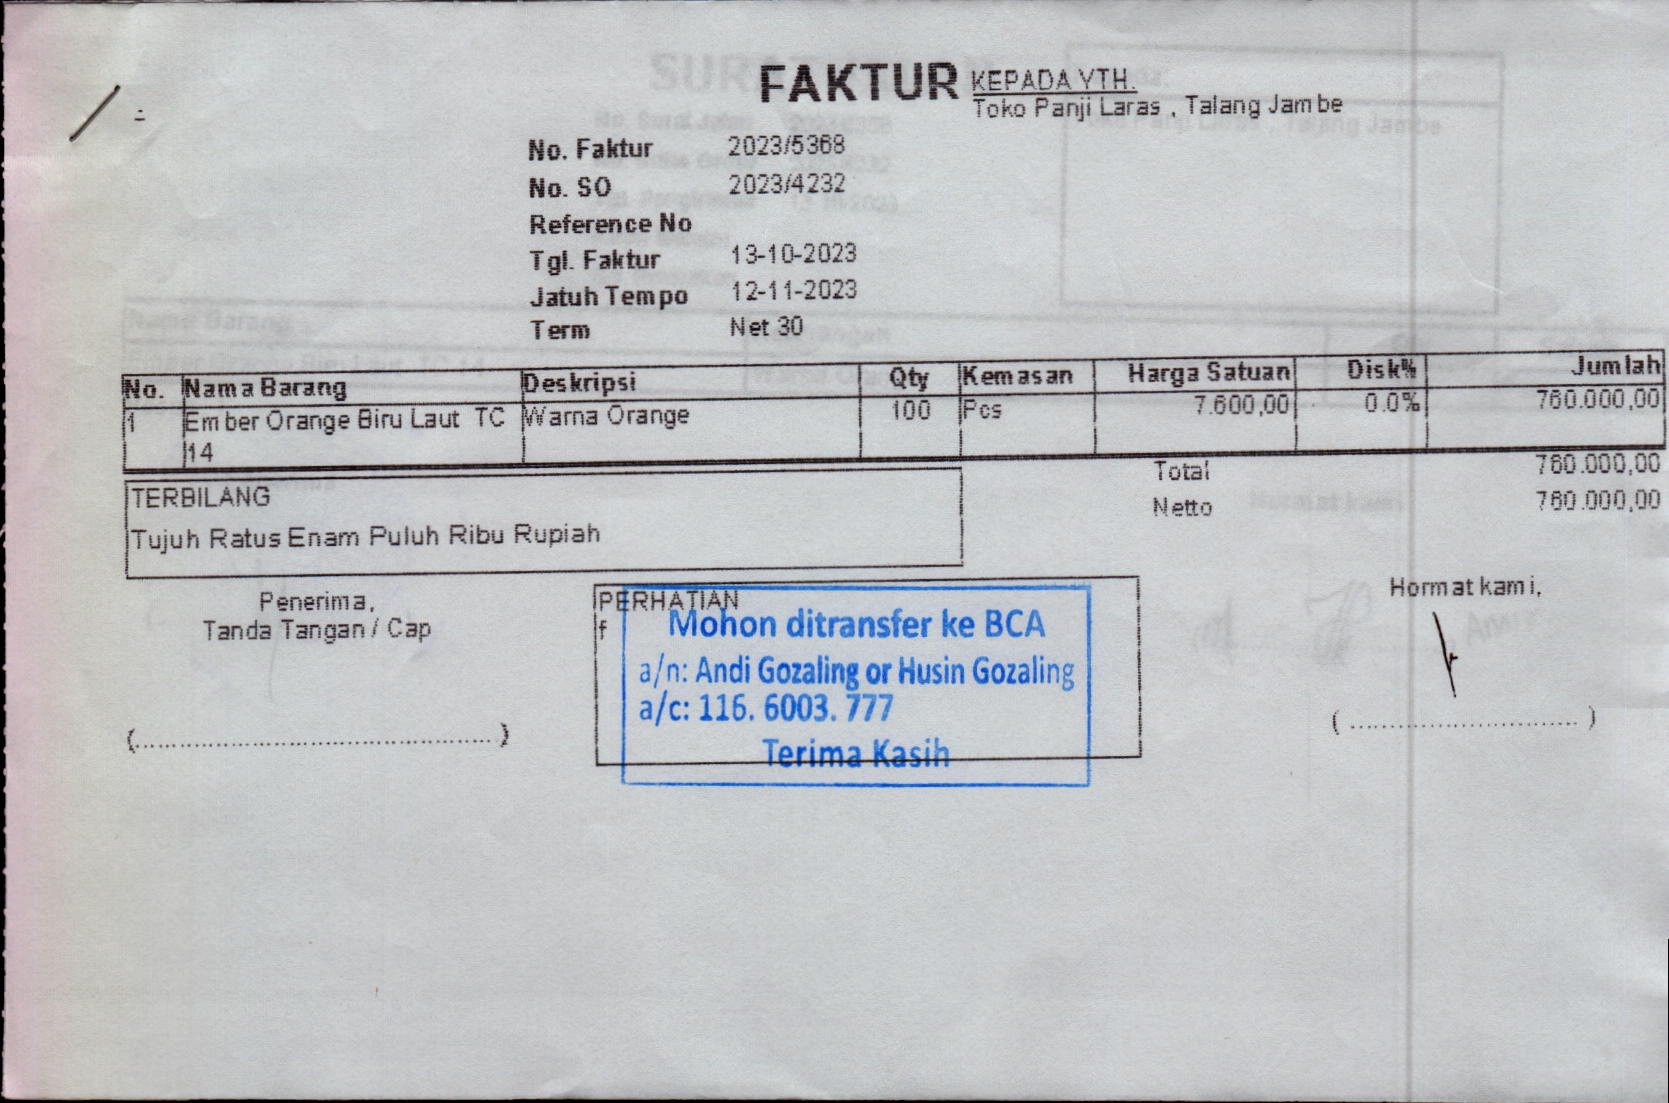 FAKTUR
KEPADA YTH.
Toko Panji Laras , Talang Jambe
No. Faktur 2023/5368
No. SO 2023/4232
Reference No
Tgl. Faktur 13-10-2023
Jatuh Tempo 12-11-2023
Term Net 30
No. Nama Barang Deskripsi Qty Kemasan Harga Satuan Disk% Jumlah
1 Ember Orange Biru Laut TC Warna Orange 100 Pcs 7.600,00 0.0% 760.000,00
14
Total 760.000,00
Netto 760.000,00
TERBILANG
Tujuh Ratus Enam Puluh Ribu Rupiah
Penerima,
Tanda Tangan / Cap
(..................................................)
PERHATIAN
f
Mohon ditransfer ke BCA
a/n: Andi Gozaling or Husin Gozaling
a/c: 116. 6003. 777
Terima Kasih
Hormat kami,
( ................................ )